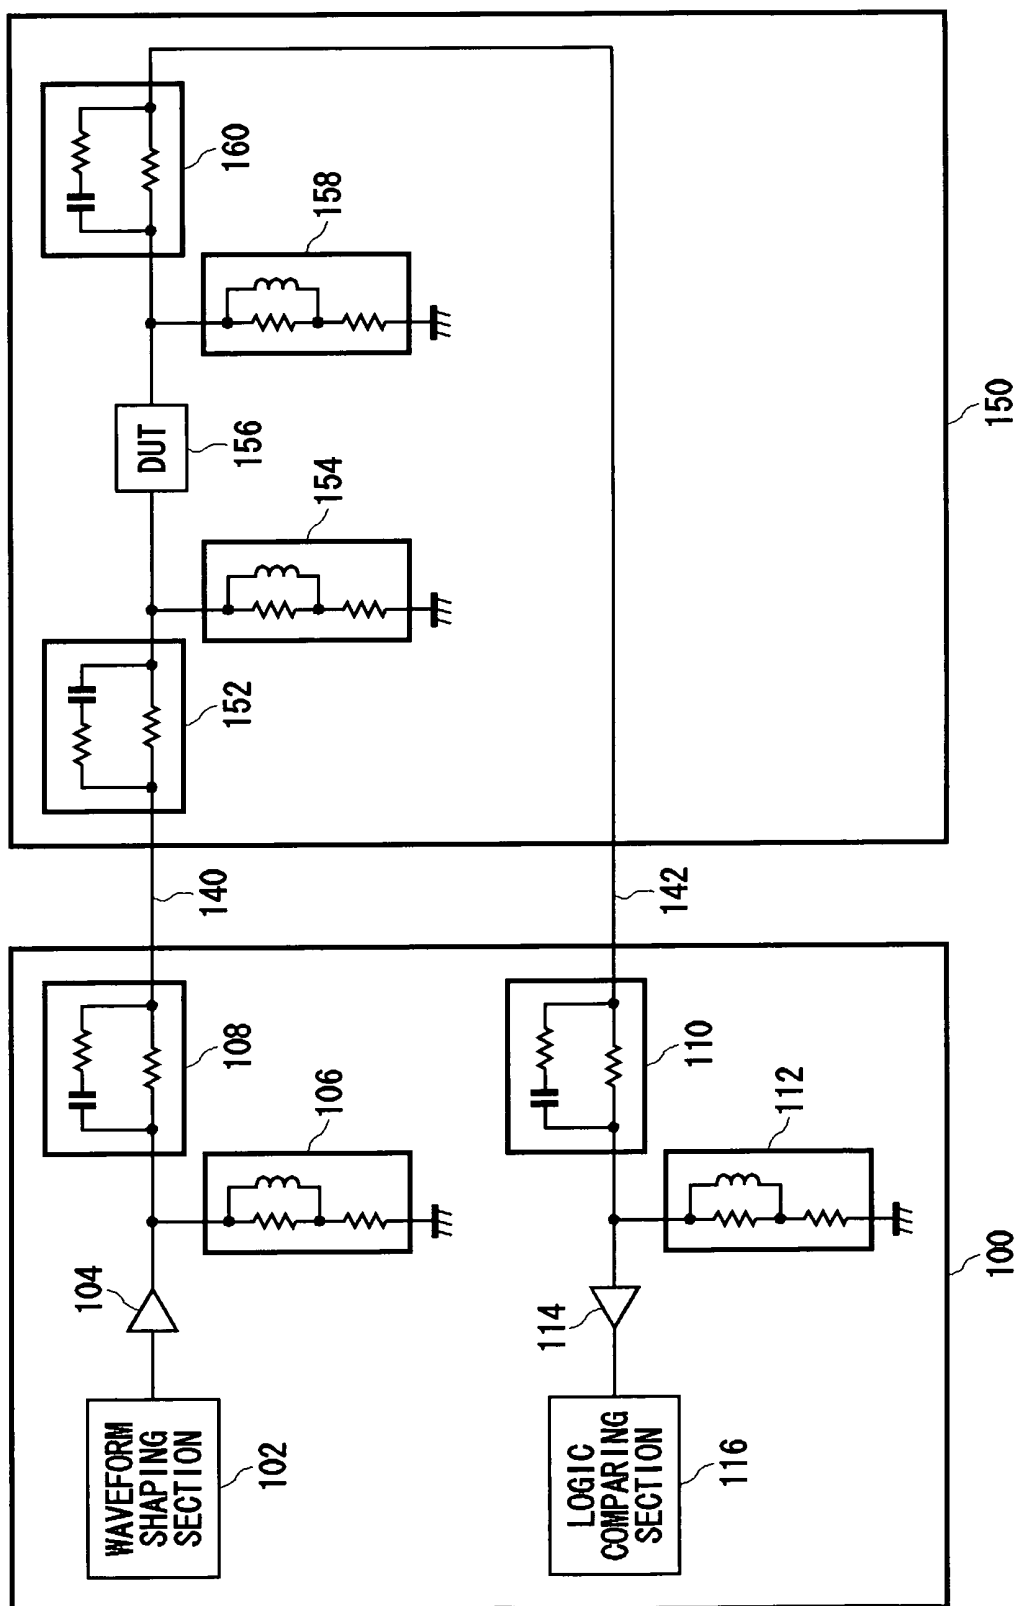 WAVEFORM
SHAPING
SECTION
102
104
106
108
140
152
154
DUT
156
158
160
150
LOGIC
COMPARING
SECTION
116
114
112
110
142
100